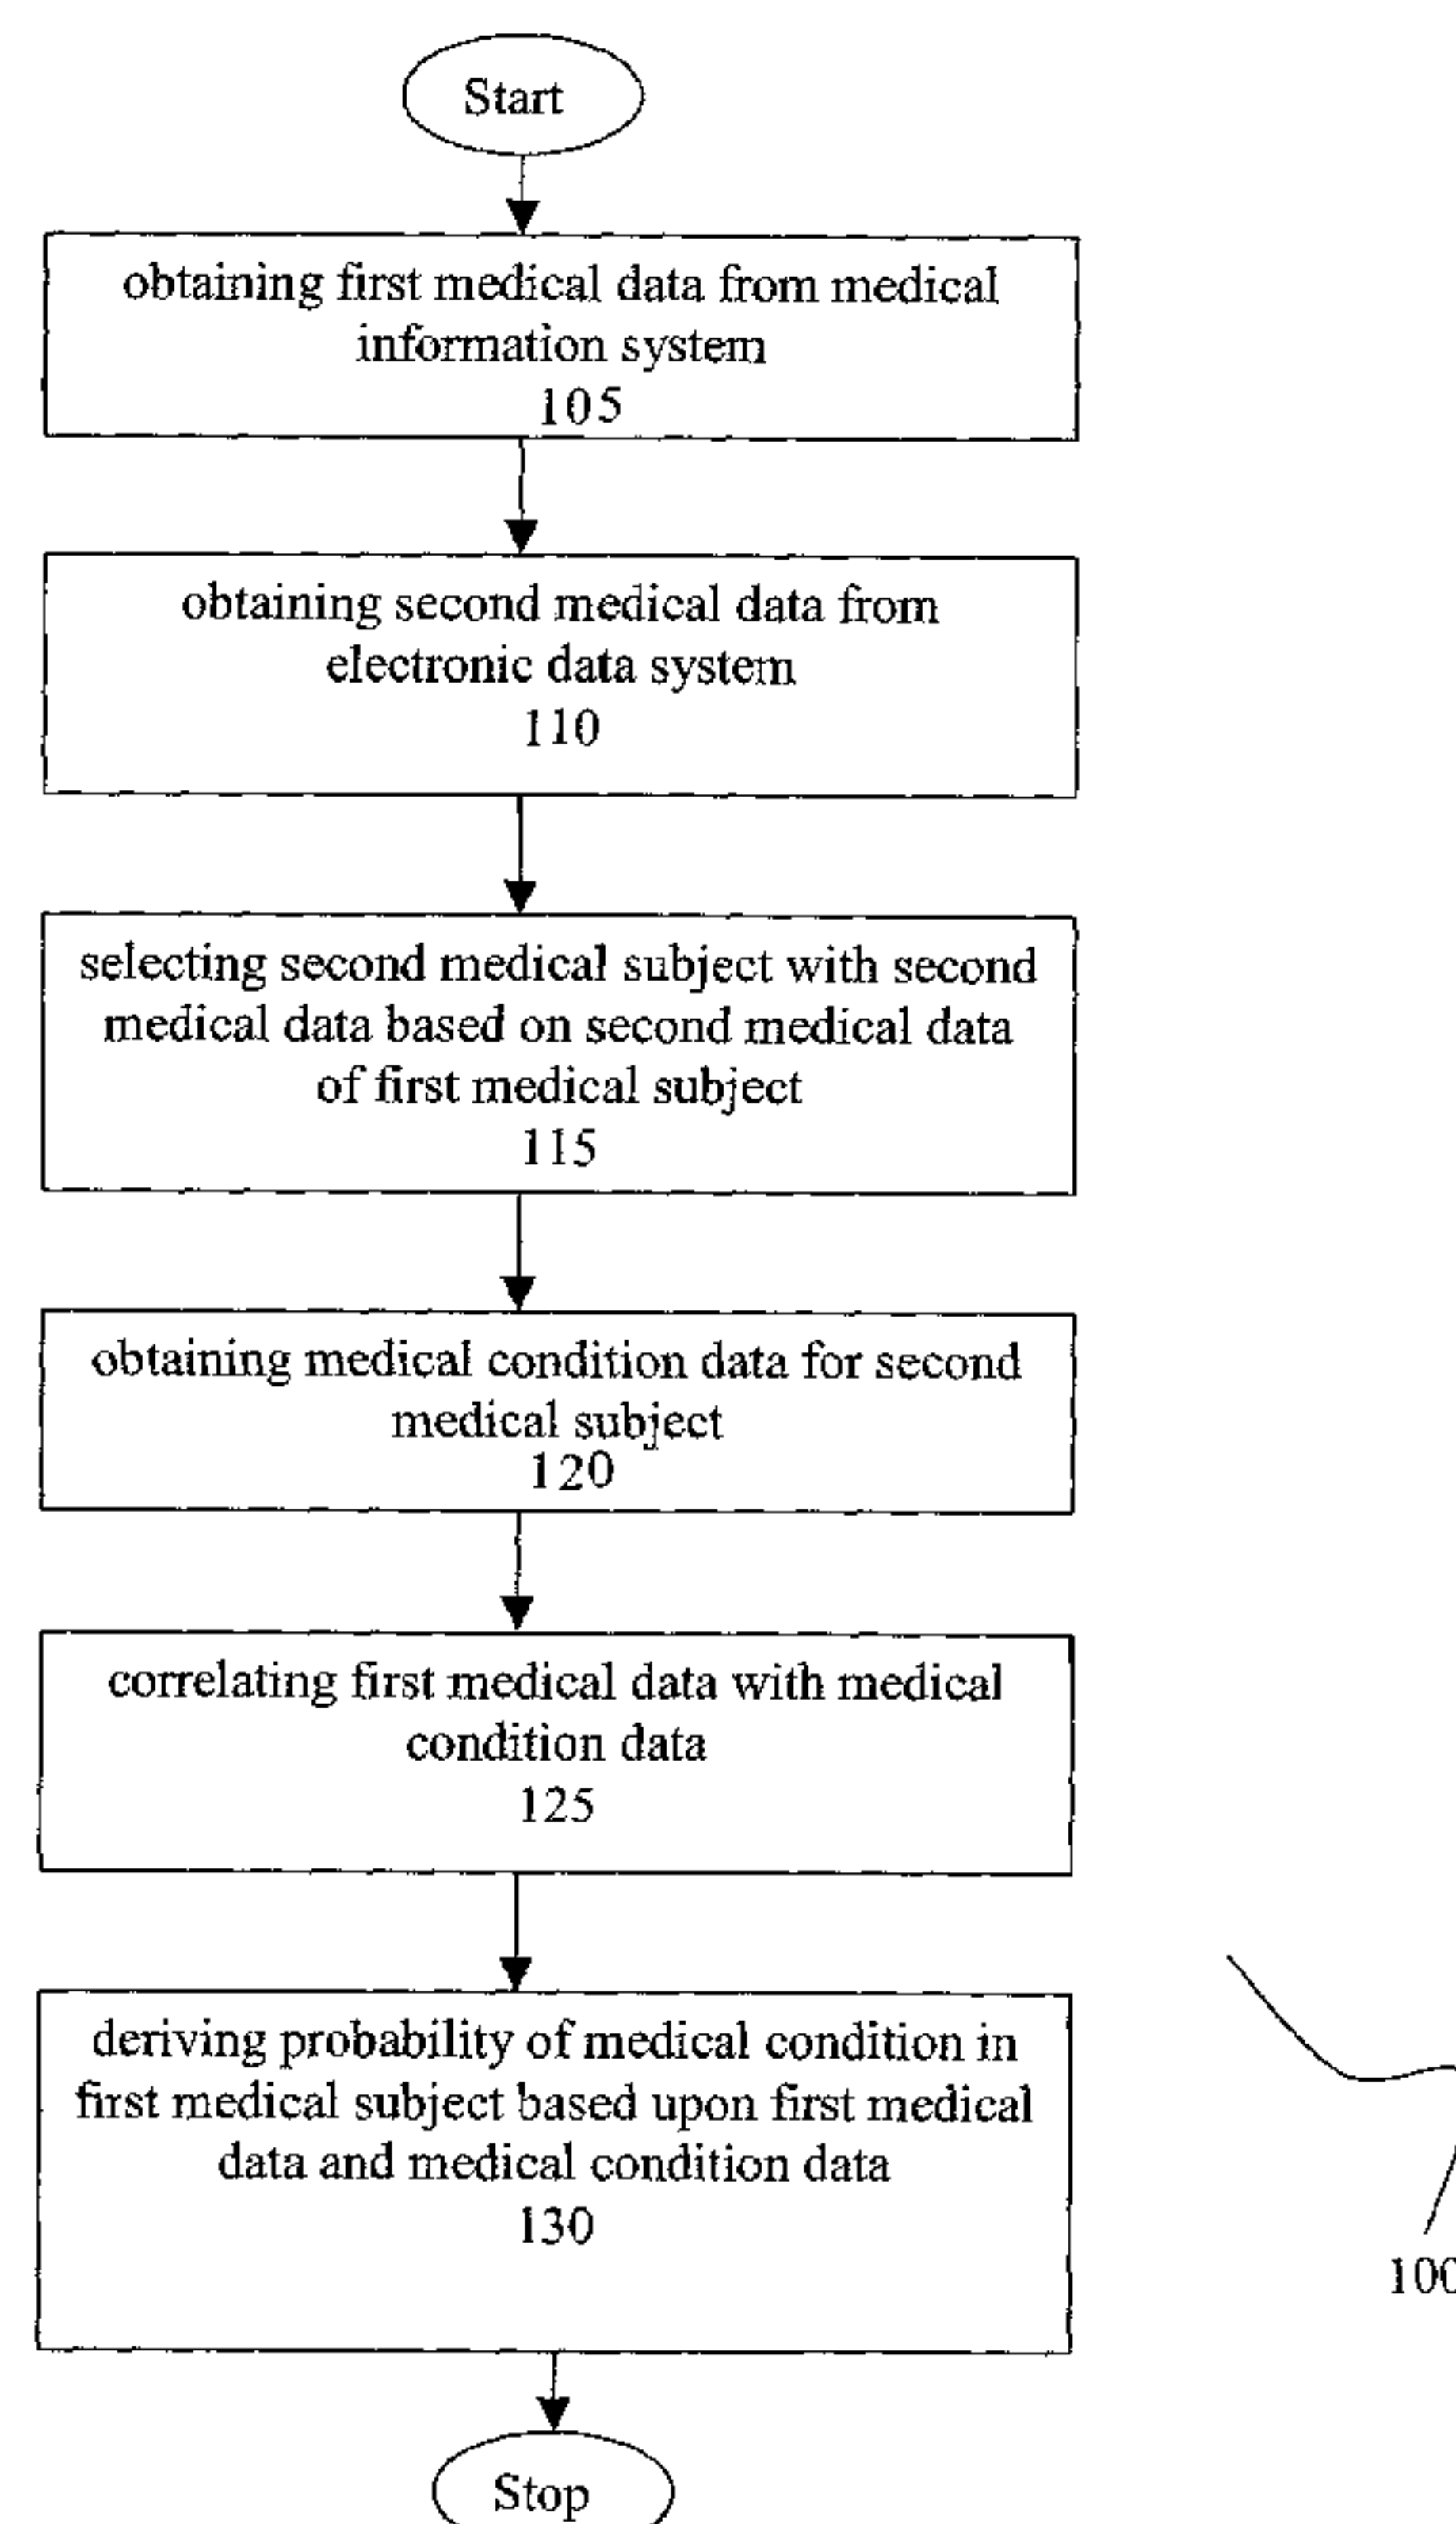 Start
obtaining first medical data from medical
information system
105
obtaining second medical data from
electronic data system
110
selecting second medical subject with second
medical data based on second medical data
of first medical subject
115
obtaining medical condition data for second
medical subject
120
correlating first medical data with medical
condition data
125
deriving probability of medical condition in
first medical subject based upon first medical
data and medical condition data
130
100
Stop